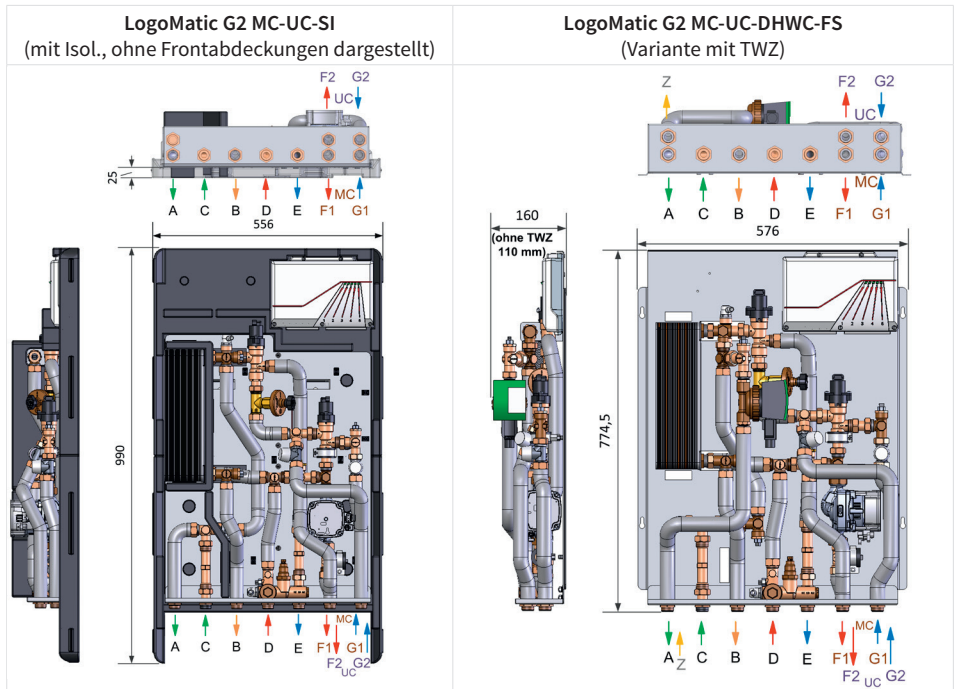 LogoMatic G2 MC-UC-SI
(mit Isol., ohne Frontabdeckungen dargestellt)
F2 G2
UC
25
MC
A C B D E F1 G1
556
990
MC
A C B D E F1 G1
F2 UC G2
LogoMatic G2 MC-UC-DHWC-FS
(Variante mit TWZ)
Z F2 G2
UC
MC
A C B D E F1 G1
160
(ohne TWZ
110 mm)
576
774,5
MC
A Z C B D E F1 G1
F2 UC G2